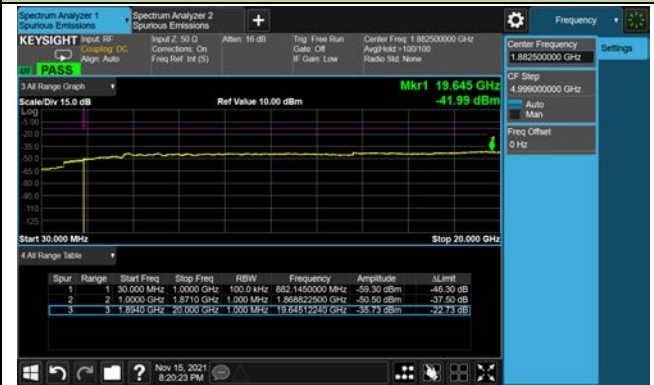 Spectrum Analyzer 1
Spurious Emissions
Spectrum Analyzer 2
Spurious Emissions
+
Frequency
KEYSIGHT
Input: RF
Coupling: DC
Align: Auto
Input Z: 50 Ω
Corrections: On
Freq Ref: Int (S)
Atten: 16 dB
Trig: Free Run
Gate: Off
IF Gain: Low
Center Freq: 1.882500000 GHz
Avg|Hold:>100/100
Radio Std: None
PASS
Center Frequency
1.882500000 GHz
Settings
CF Step
4.999000000 GHz
Auto
Man
Freq Offset
0 Hz
3 All Range Graph
Mkr1 19.645 GHz
Scale/Div 15.0 dB
Ref Value 10.00 dBm
-41.99 dBm
Log
-5.00
-20.0
-35.0
-50.0
-65.0
-80.0
-95.0
-110
-125
Start 30.000 MHz
Stop 20.000 GHz
4 All Range Table
Spur Range Start Freq Stop Freq RBW Frequency Amplitude ΔLimit
1 1 30.000 MHz 1.0000 GHz 100.0 kHz 882.1450000 MHz -59.30 dBm -46.30 dB
2 2 1.0000 GHz 1.8710 GHz 1.000 MHz 1.868822500 GHz -50.50 dBm -37.50 dB
3 3 1.8940 GHz 20.000 GHz 1.000 MHz 19.64512240 GHz -35.73 dBm -22.73 dB
?
Nov 15, 2021
8:20:23 PM